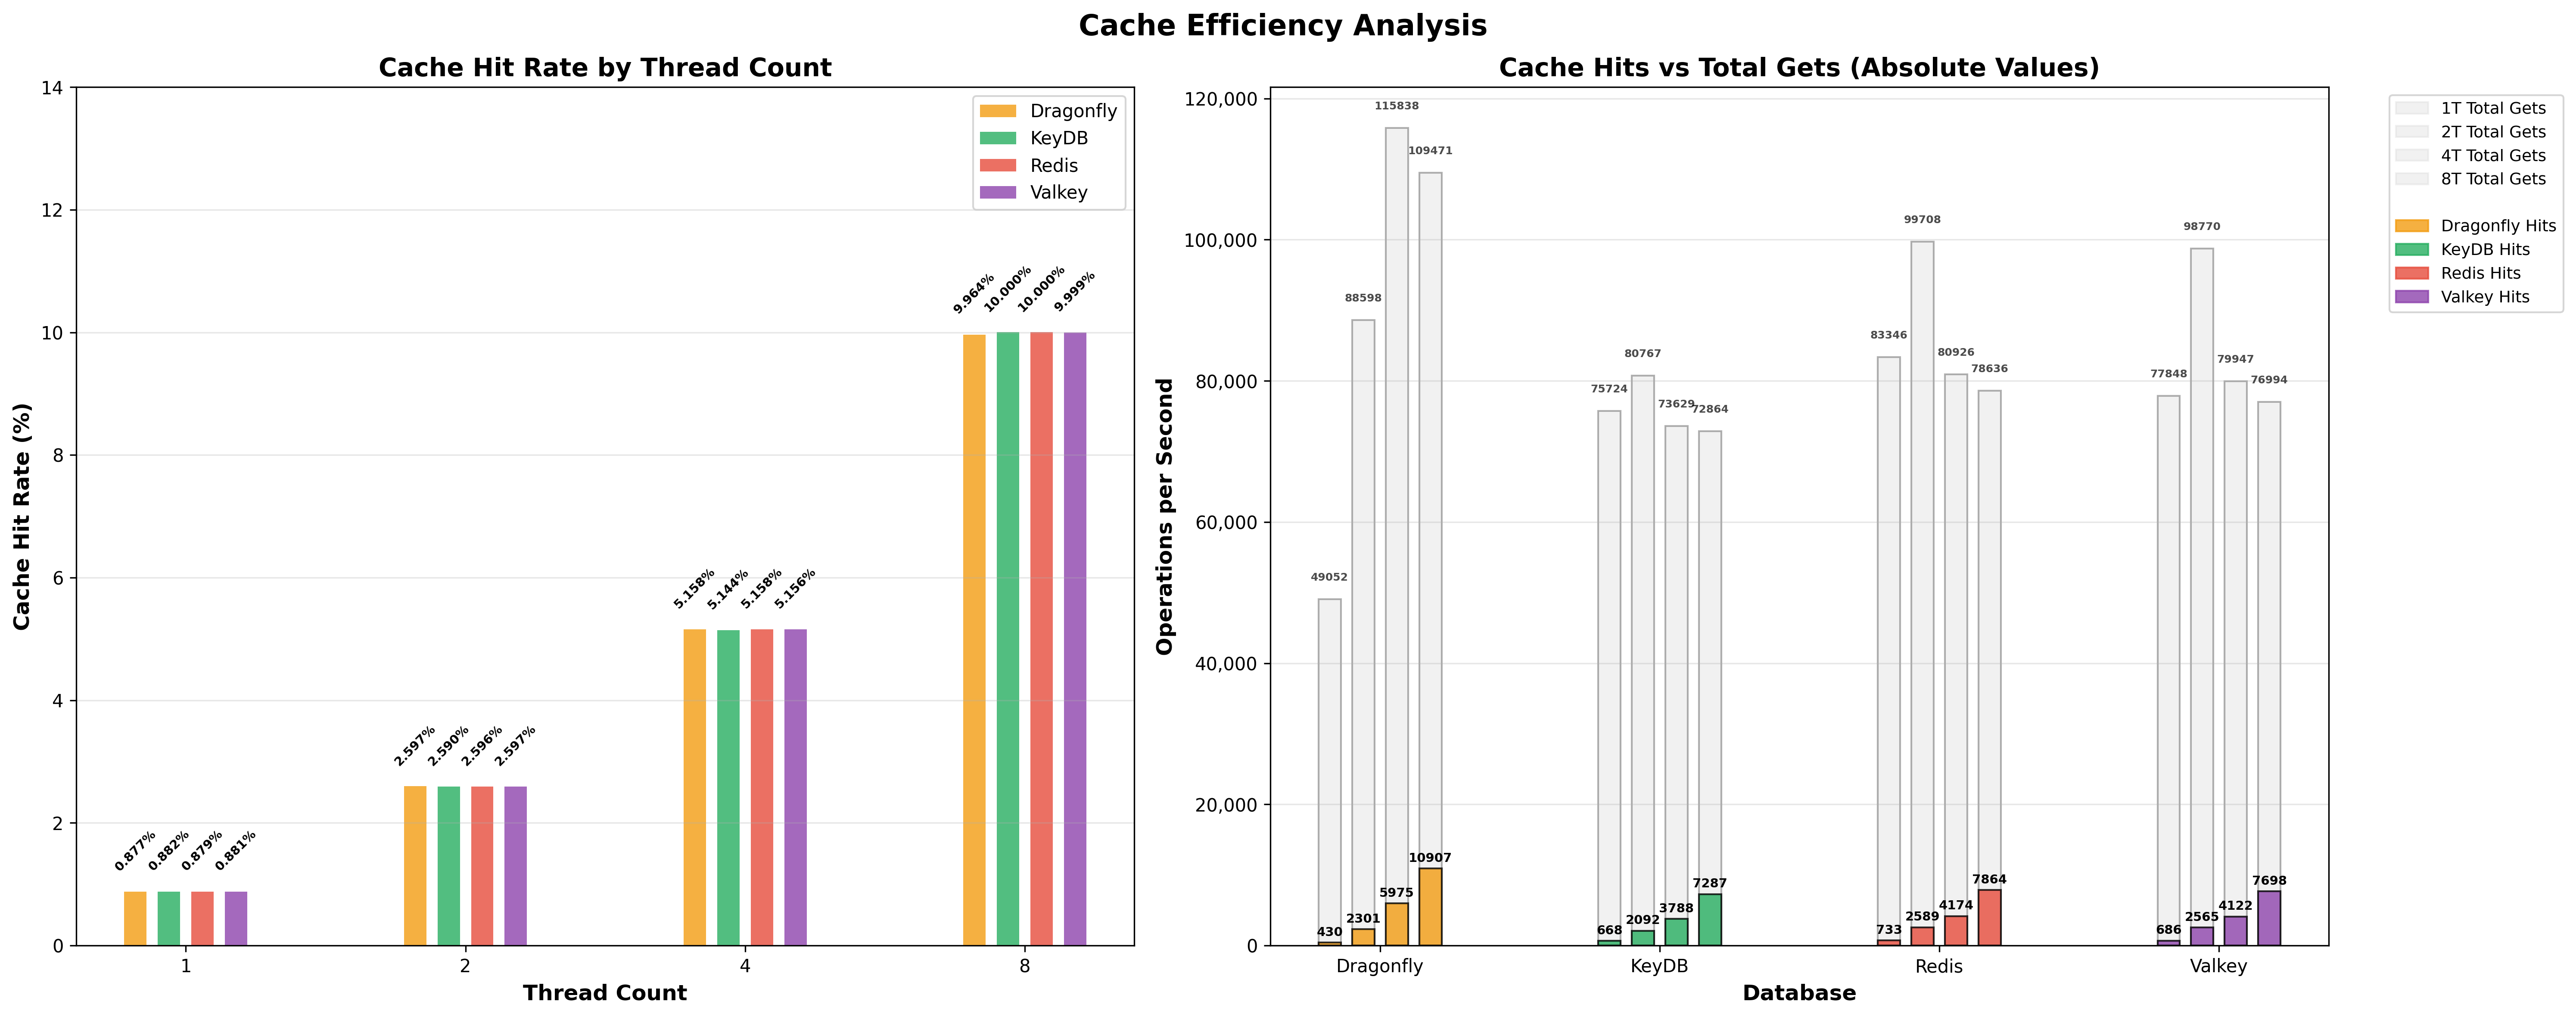 Cache Efficiency Analysis
Cache Hit Rate by Thread Count
Cache Hit Rate (%)
14
12
10
8
6
4
2
0
Dragonfly
KeyDB
Redis
Valkey
0.877%
0.882%
0.879%
0.881%
2.597%
2.590%
2.596%
2.597%
5.158%
5.144%
5.158%
5.156%
9.964%
10.000%
10.000%
9.999%
1
2
4
8
Thread Count
Cache Hits vs Total Gets (Absolute Values)
Operations per Second
120,000
100,000
80,000
60,000
40,000
20,000
0
49052
88598
115838
109471
430
2301
5975
10907
75724
80767
73629
72864
668
2092
3788
7287
83346
99708
80926
78636
733
2589
4174
7864
77848
98770
79947
76994
686
2565
4122
7698
Dragonfly
KeyDB
Redis
Valkey
Database
1T Total Gets
2T Total Gets
4T Total Gets
8T Total Gets
Dragonfly Hits
KeyDB Hits
Redis Hits
Valkey Hits